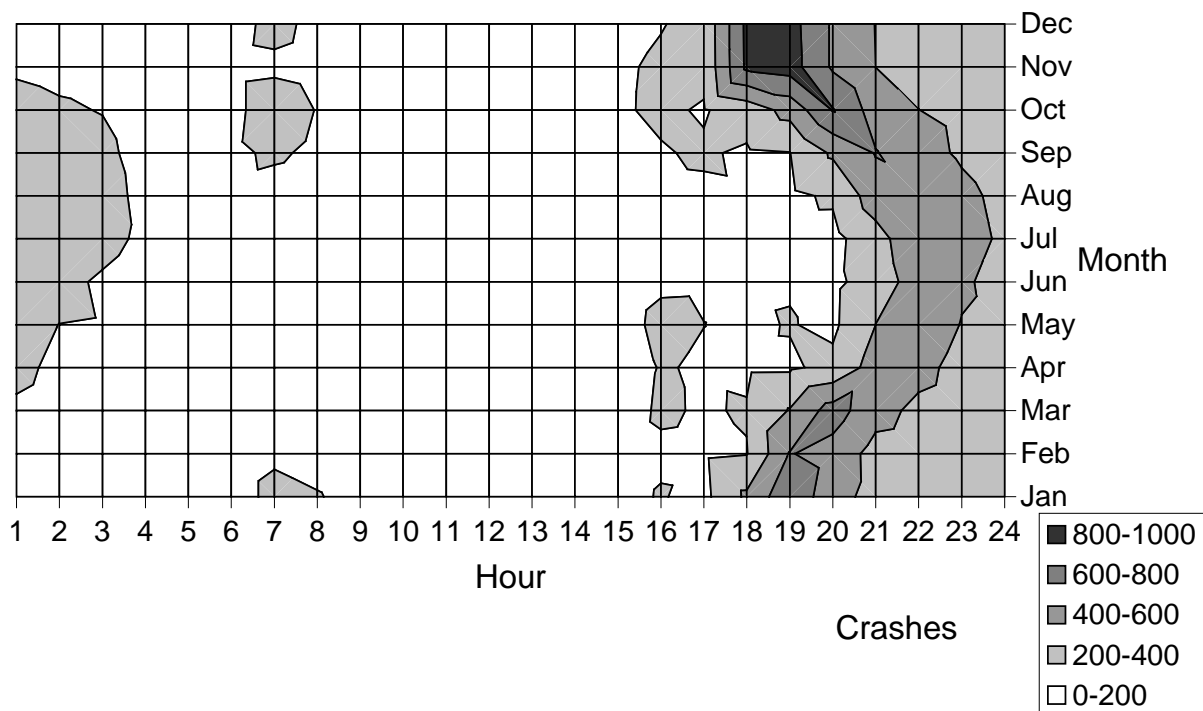 Dec
Nov
Oct
Sep
Aug
Jul
Jun
May
Apr
Mar
Feb
Jan
Month
1 2 3 4 5 6 7 8 9 10 11 12 13 14 15 16 17 18 19 20 21 22 23 24
Hour
Crashes
800-1000
600-800
400-600
200-400
0-200